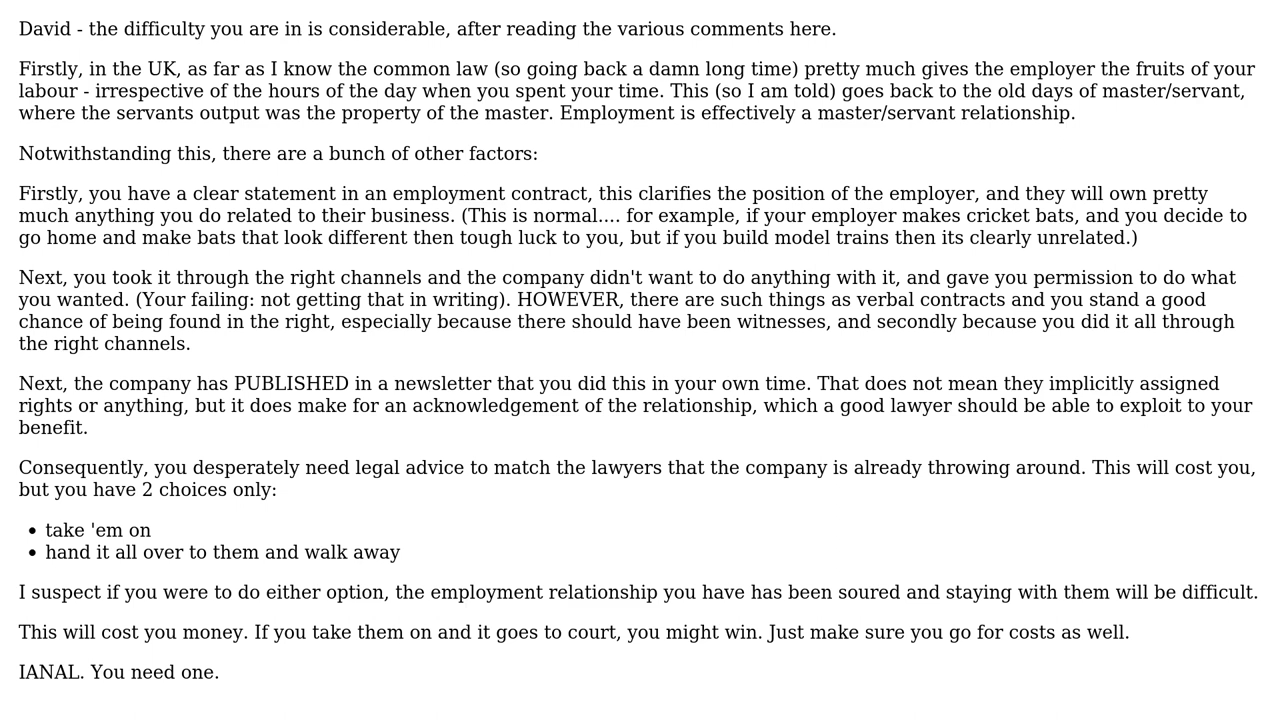 David - the difficulty you are in is considerable, after reading the various comments here.
Firstly, in the UK, as far as I know the common law (so going back a damn long time) pretty much gives the employer the fruits of your
labour - irrespective of the hours of the day when you spent your time. This (so I am told) goes back to the old days of master/servant,
where the servants output was the property of the master. Employment is effectively a master/servant relationship.
Notwithstanding this, there are a bunch of other factors:
Firstly, you have a clear statement in an employment contract, this clarifies the position of the employer, and they will own pretty
much anything you do related to their business. (This is normal.... for example, if your employer makes cricket bats, and you decide to
go home and make bats that look different then tough luck to you, but if you build model trains then its clearly unrelated.)
Next, you took it through the right channels and the company didn't want to do anything with it, and gave you permission to do what
you wanted. (Your failing: not getting that in writing). HOWEVER, there are such things as verbal contracts and you stand a good
chance of being found in the right, especially because there should have been witnesses, and secondly because you did it all through
the right channels.
Next, the company has PUBLISHED in a newsletter that you did this in your own time. That does not mean they implicitly assigned
rights or anything, but it does make for an acknowledgement of the relationship, which a good lawyer should be able to exploit to your
benefit.
Consequently, you desperately need legal advice to match the lawyers that the company is already throwing around. This will cost you,
but you have 2 choices only:
• take 'em on
• hand it all over to them and walk away
I suspect if you were to do either option, the employment relationship you have has been soured and staying with them will be difficult.
This will cost you money. If you take them on and it goes to court, you might win. Just make sure you go for costs as well.
IANAL. You need one.